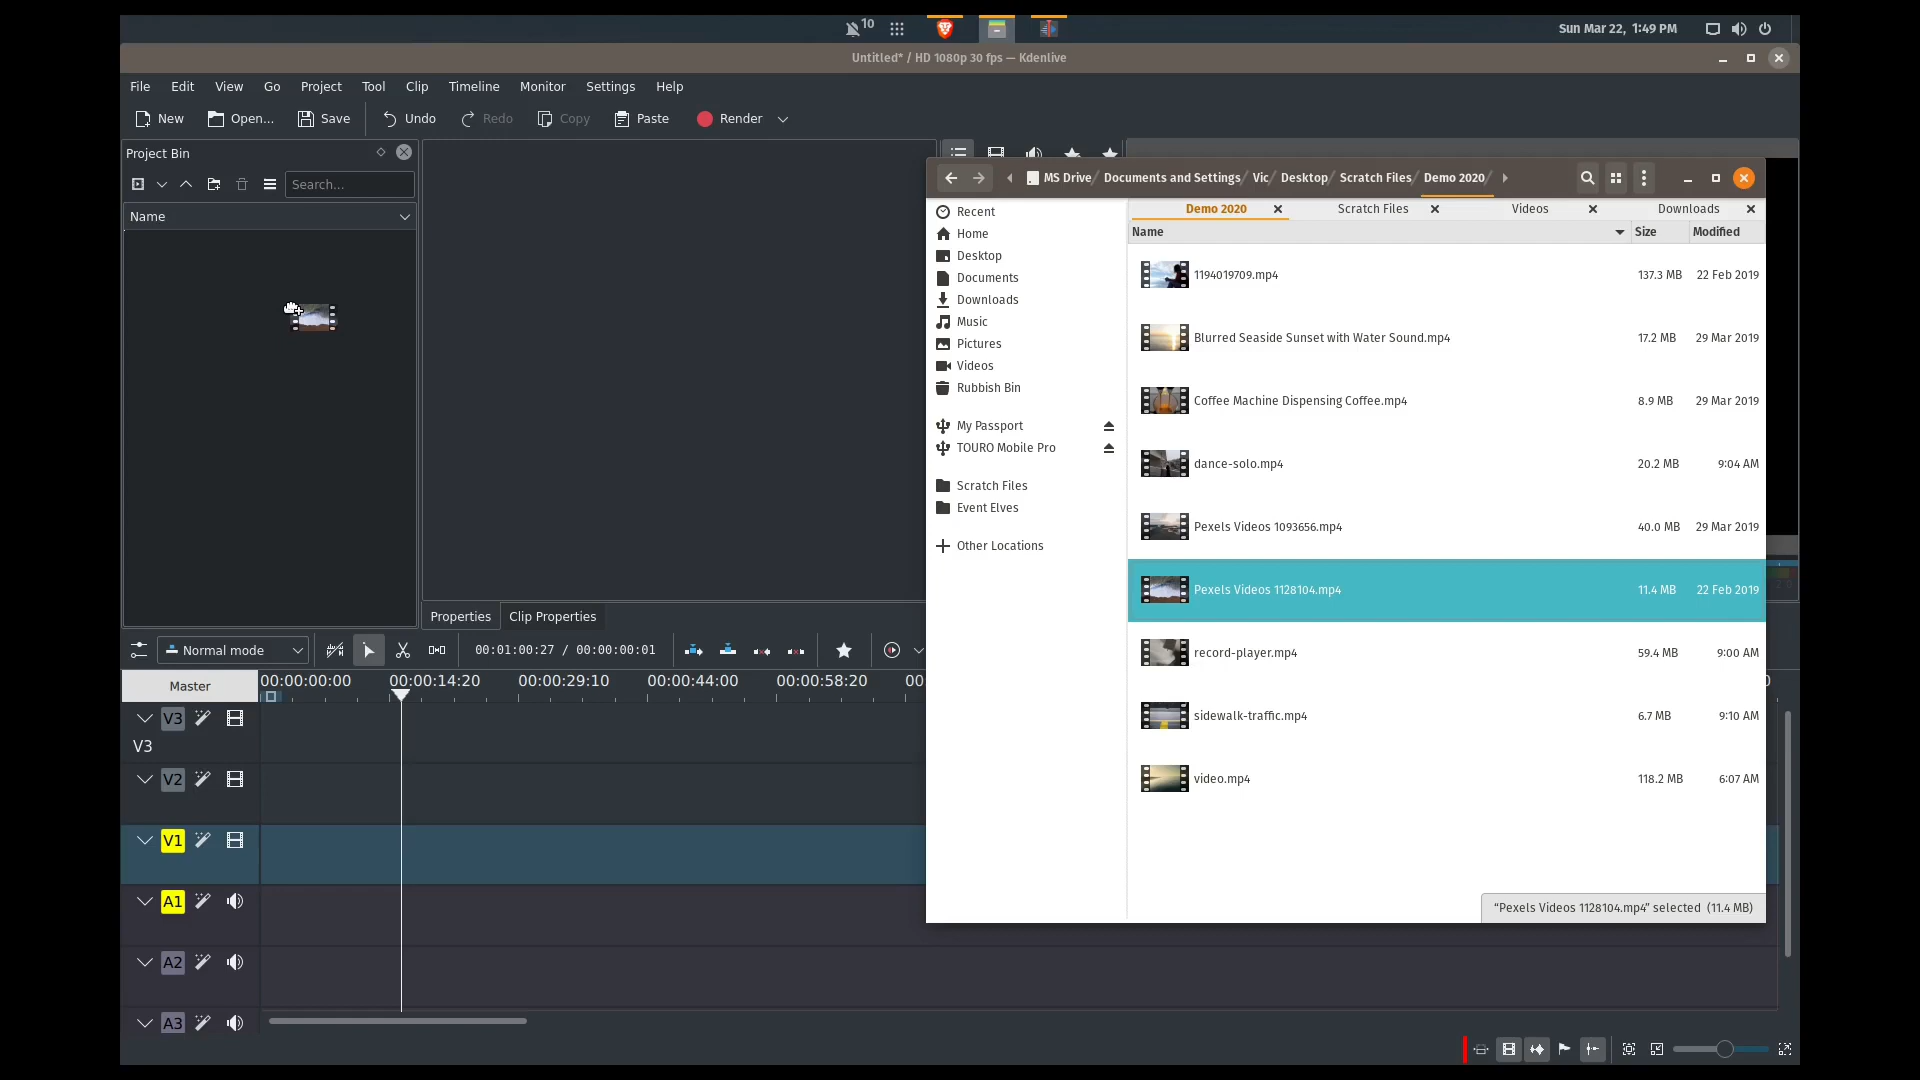 10
Sun Mar 22, 1:49 PM
Untitled* / HD 1080p 30 fps — Kdenlive
File Edit View Go Project Tool Clip Timeline Monitor Settings Help
New Open... Save Undo Redo Copy Paste Render
Project Bin
Search...
Name
MS Drive/ Documents and Settings/ Vic/ Desktop/ Scratch Files/ Demo 2020/
Recent
Home
Desktop
Documents
Downloads
Music
Pictures
Videos
Rubbish Bin
My Passport
TOURO Mobile Pro
Scratch Files
Event Elves
Other Locations
Demo 2020 Scratch Files Videos Downloads
Name Size Modified
1194019709.mp4 137.3 MB 22 Feb 2019
Blurred Seaside Sunset with Water Sound.mp4 17.2 MB 29 Mar 2019
Coffee Machine Dispensing Coffee.mp4 8.9 MB 29 Mar 2019
dance-solo.mp4 20.2 MB 9:04 AM
Pexels Videos 1093656.mp4 40.0 MB 29 Mar 2019
Pexels Videos 1128104.mp4 11.4 MB 22 Feb 2019
record-player.mp4 59.4 MB 9:00 AM
sidewalk-traffic.mp4 6.7 MB 9:10 AM
video.mp4 118.2 MB 6:07 AM
“Pexels Videos 1128104.mp4” selected (11.4 MB)
Properties Clip Properties
Normal mode 00:01:00:27 / 00:00:00:01
Master 00:00:00:00 00:00:14:20 00:00:29:10 00:00:44:00 00:00:58:20 00
V3
V3
V2
V1
A1
A2
A3